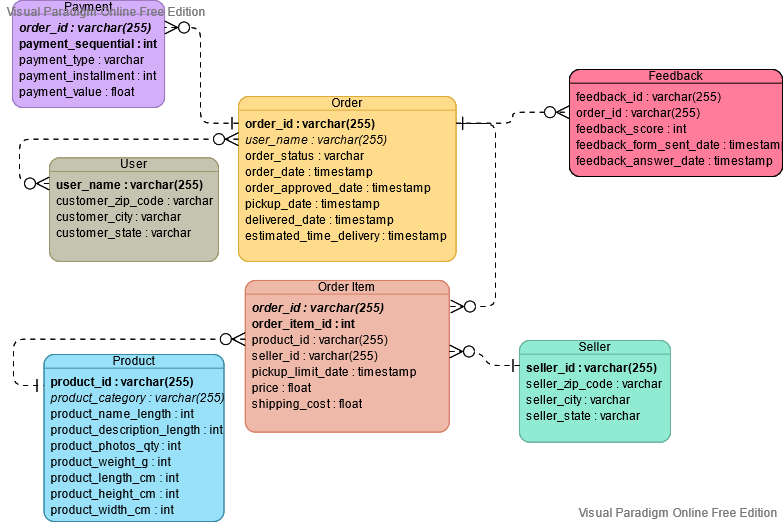 Payment
Visual Paradigm Online Free Edition
order_id : varchar(255)
payment_sequential : int
payment_type : varchar
payment_installment : int
payment_value : float
Order
order_id : varchar(255)
user_name : varchar(255)
order_status : varchar
order_date : timestamp
order_approved_date : timestamp
pickup_date : timestamp
delivered_date : timestamp
estimated_time_delivery : timestamp
Feedback
feedback_id : varchar(255)
order_id : varchar(255)
feedback_score : int
feedback_form_sent_date : timestam
feedback_answer_date : timestamp
User
user_name : varchar(255)
customer_zip_code : varchar
customer_city : varchar
customer_state : varchar
Order Item
order_id : varchar(255)
order_item_id : int
product_id : varchar(255)
seller_id : varchar(255)
pickup_limit_date : timestamp
price : float
shipping_cost : float
Seller
seller_id : varchar(255)
seller_zip_code : varchar
seller_city : varchar
seller_state : varchar
Product
product_id : varchar(255)
product_category : varchar(255)
product_name_length : int
product_description_length : int
product_photos_qty : int
product_weight_g : int
product_length_cm : int
product_height_cm : int
product_width_cm : int
Visual Paradigm Online Free Edition